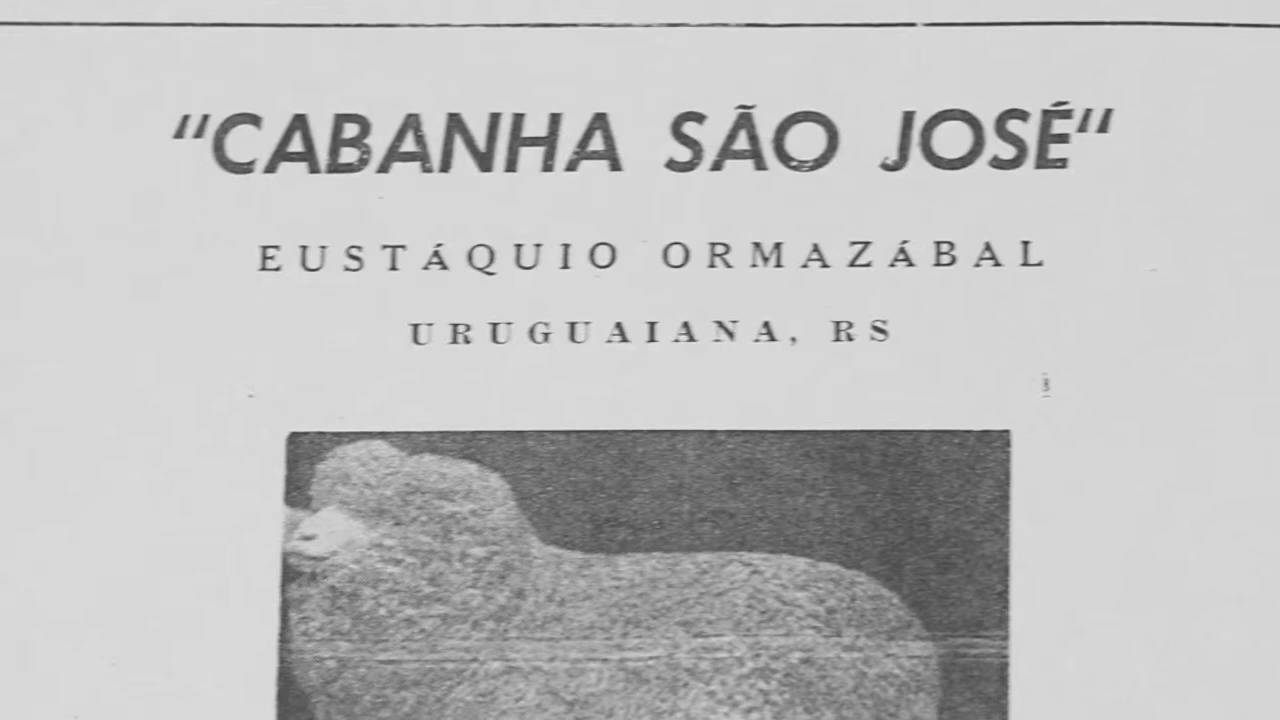 “CABANHA SÃO JOSÉ“
EUSTÁQUIO ORMAZÁBAL
URUGUAIANA, RS